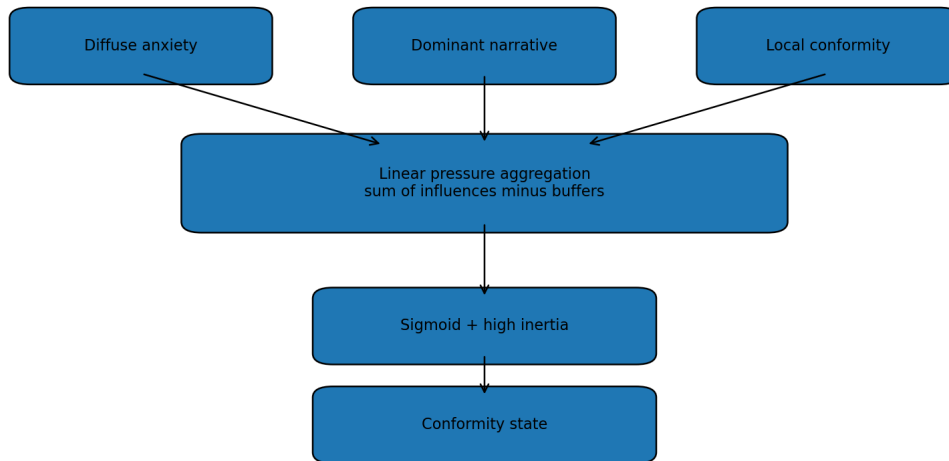 Diffuse anxiety
Dominant narrative
Local conformity
Linear pressure aggregation
sum of influences minus buffers
Sigmoid + high inertia
Conformity state